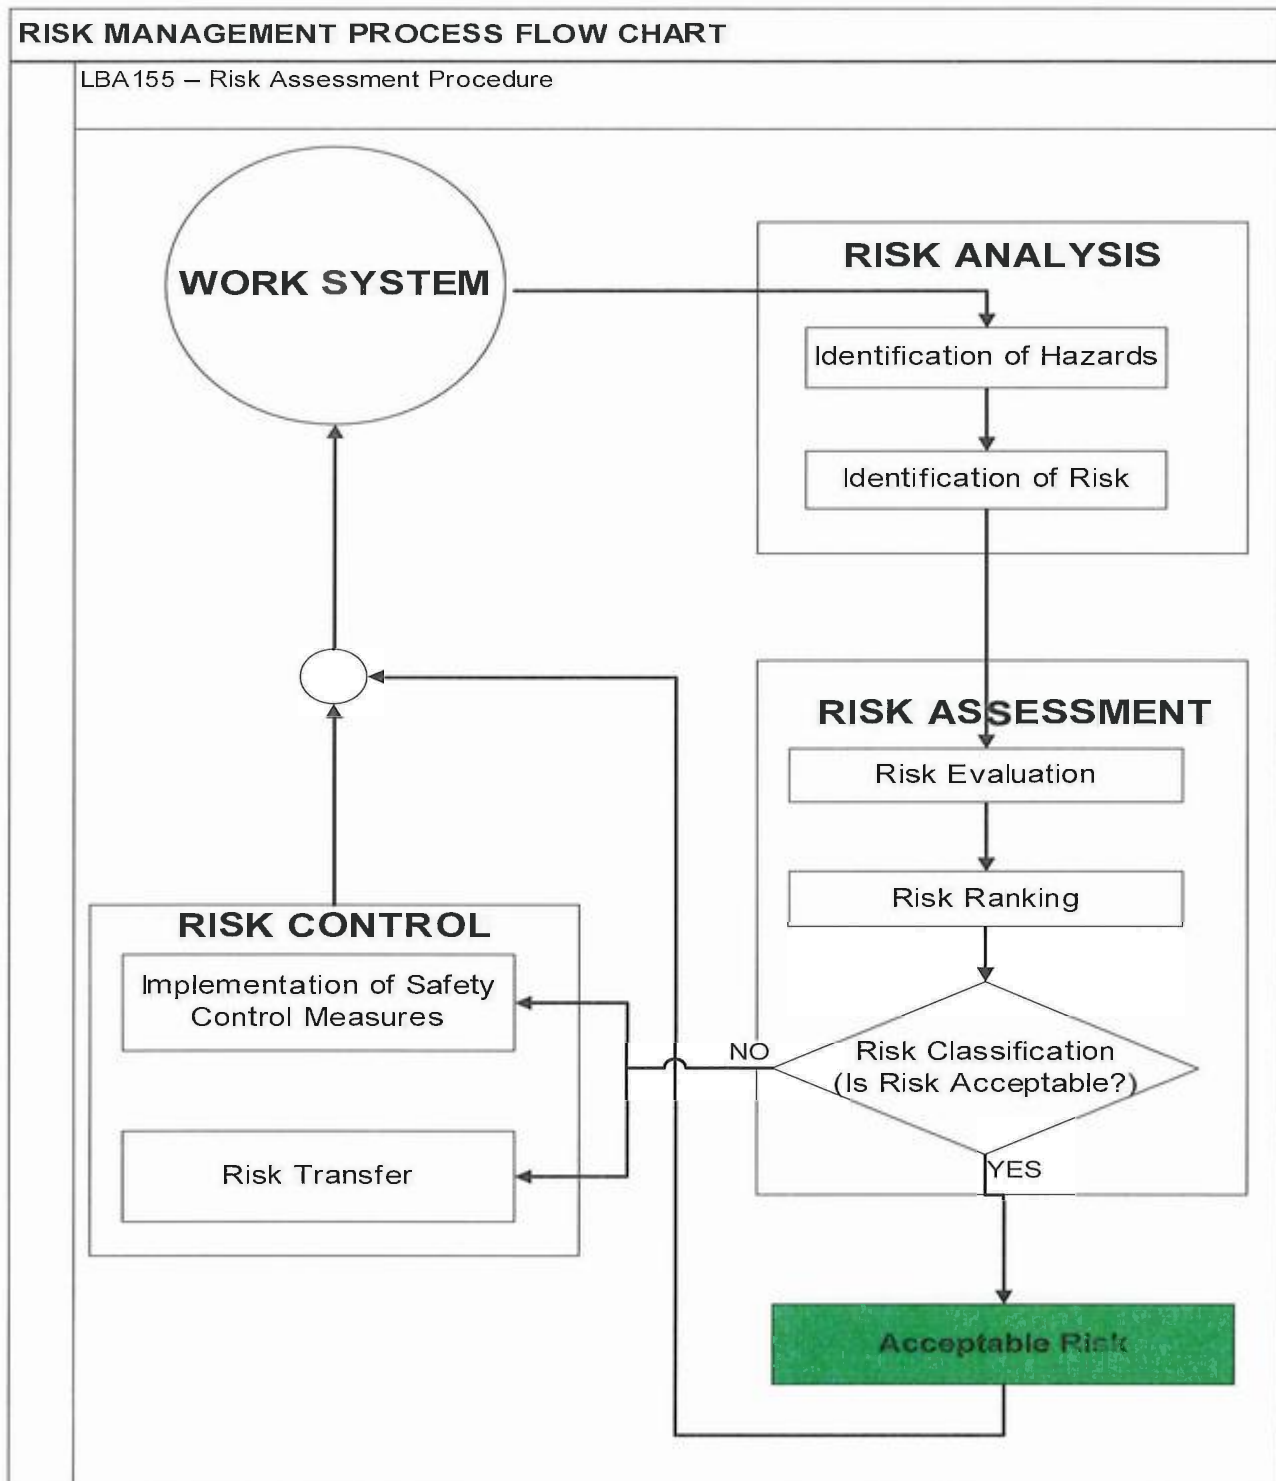 RISK MANAGEMENT PROCESS FLOW CHART
LBA155 – Risk Assessment Procedure
WORK SYSTEM
RISK ANALYSIS
Identification of Hazards
Identification of Risk
RISK ASSESSMENT
Risk Evaluation
Risk Ranking
Risk Classification
(Is Risk Acceptable?)
NO
YES
RISK CONTROL
Implementation of Safety
Control Measures
Risk Transfer
Acceptable Risk